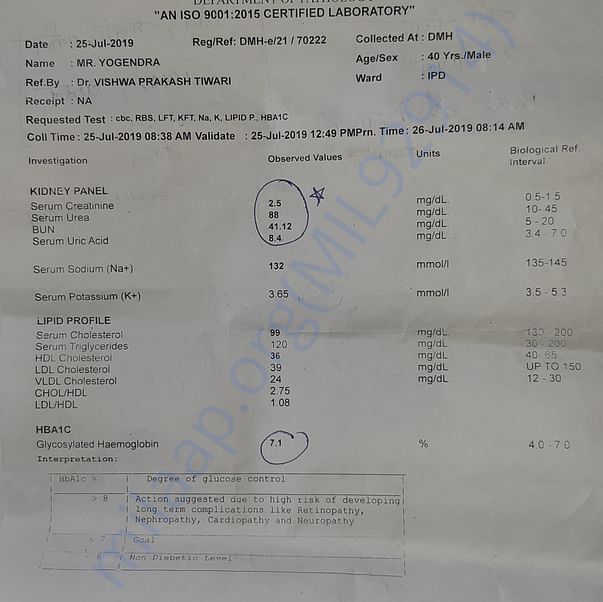 "AN ISO 9001:2015 CERTIFIED LABORATORY"
Date : 25-Jul-2019 Reg/Ref: DMH-e/21 / 70222 Collected At : DMH
Name : MR. YOGENDRA Age/Sex : 40 Yrs./Male
Ref.By : Dr. VISHWA PRAKASH TIWARI Ward : IPD
Receipt : NA
Requested Test : cbc, RBS, LFT, KFT, Na, K, LIPID P., HBA1C
Coll Time : 25-Jul-2019 08:38 AM Validate : 25-Jul-2019 12:49 PM Prn. Time : 26-Jul-2019 08:14 AM
Investigation Observed Values Units Biological Ref. Interval
KIDNEY PANEL
Serum Creatinine 2.5 mg/dL. 0.5-1.5
Serum Urea 88 mg/dL. 10- 45
BUN 41.12 mg/dL. 5 - 20
Serum Uric Acid 8.4 mg/dL. 3.4 - 7.0
Serum Sodium (Na+) 132 mmol/l 135-145
Serum Potassium (K+) 3.65 mmol/l 3.5 - 5.3
LIPID PROFILE
Serum Cholesterol 99 mg/dL. 130 - 200
Serum Triglycerides 120 mg/dL. 30 - 200
HDL Cholesterol 36 mg/dL. 40- 65
LDL Cholesterol 39 mg/dL. UP TO 150
VLDL Cholesterol 24 mg/dL. 12 - 30
CHOL/HDL 2.75
LDL/HDL 1.08
HBA1C
Glycosylated Haemoglobin 7.1 % 4.0 - 7.0
Interpretation:
HbA1c % Degree of glucose control
> 8 Action suggested due to high risk of developing
long term complications like Retinopathy,
Nephropathy, Cardiopathy and Neuropathy
< 7 Goal
< 6 Non Diabetic Level